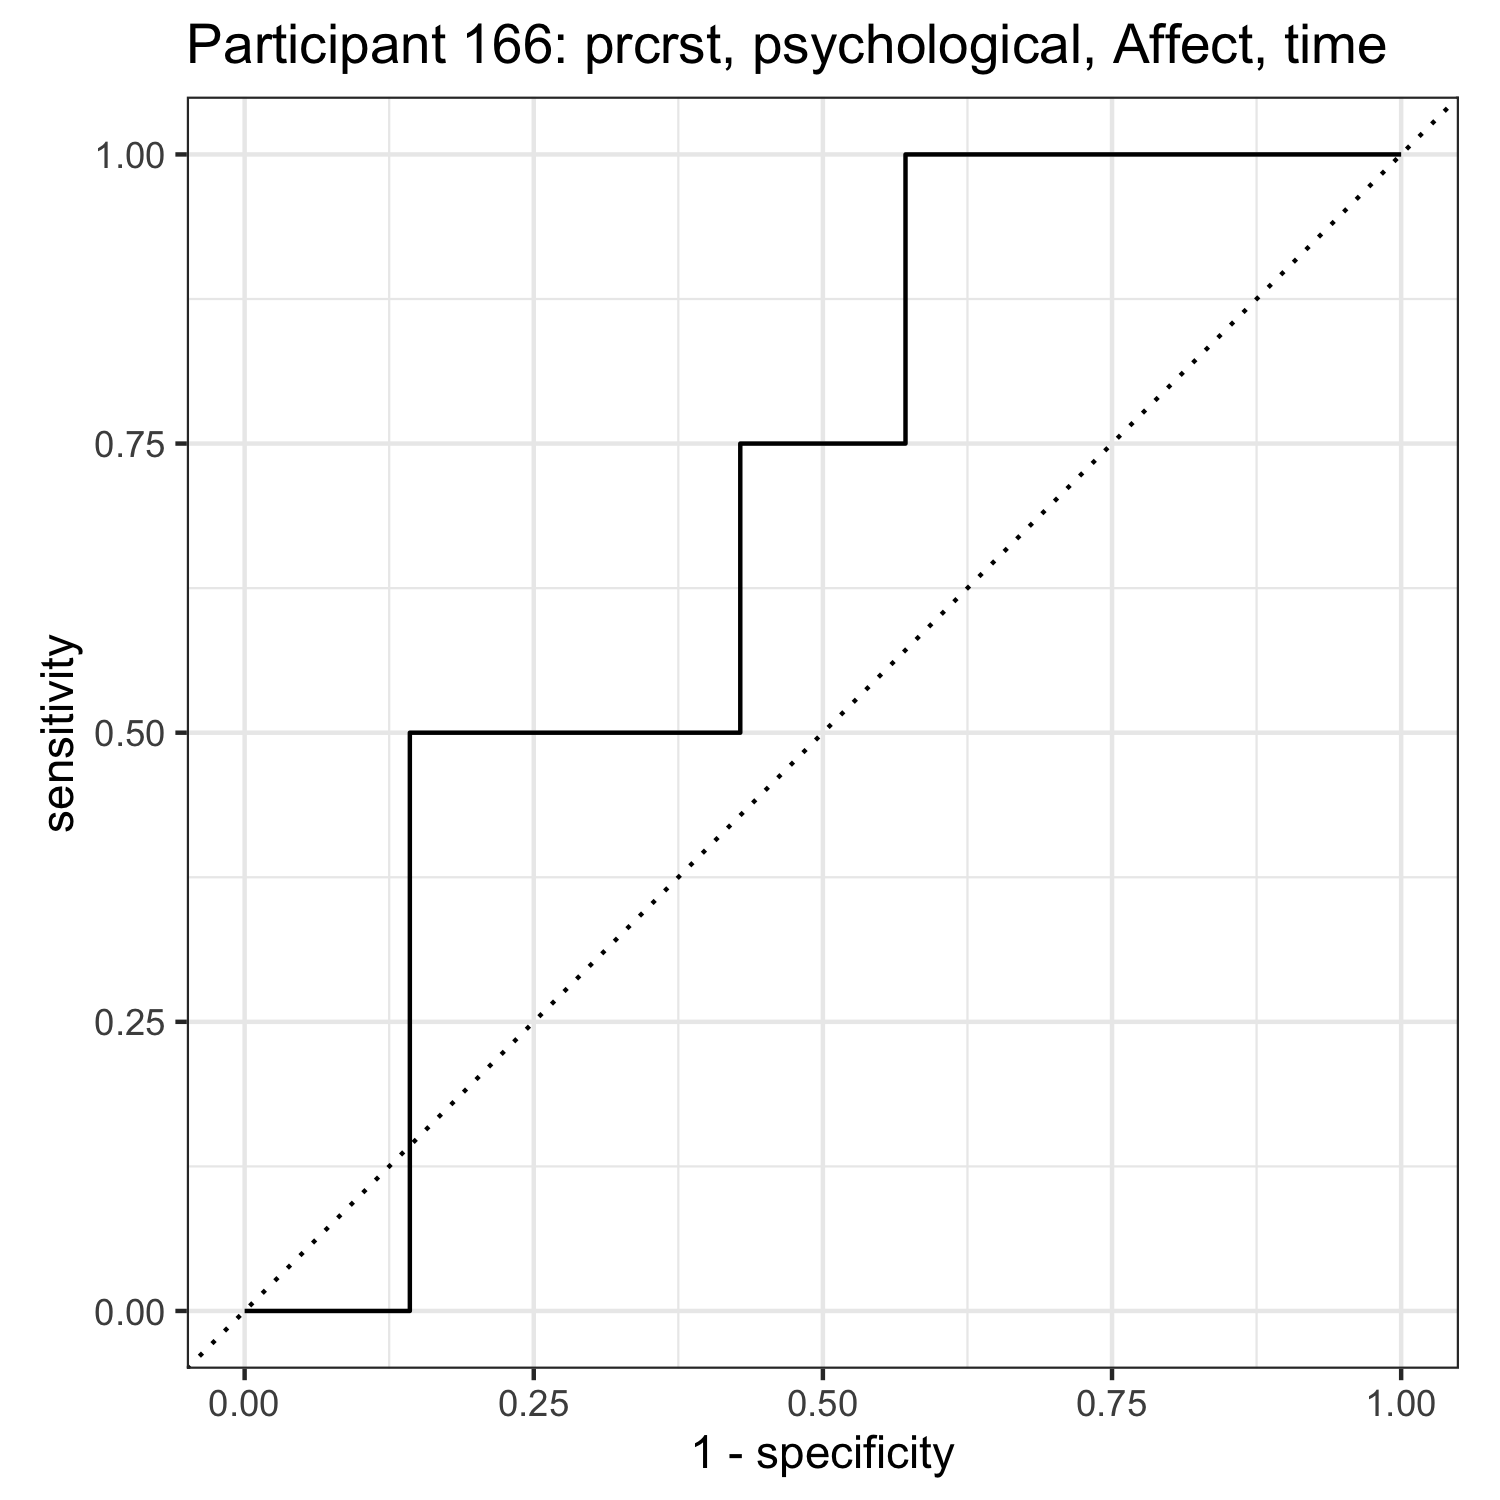 Participant 166: prcrst, psychological, Affect, time
1.00
0.75
0.50
0.25
0.00
sensitivity
0.00 0.25 0.50 0.75 1.00
1 - specificity